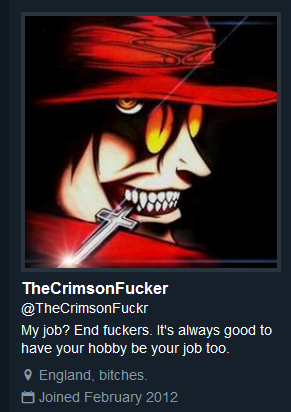 TheCrimsonFucker
@TheCrimsonFuckr
My job? End fuckers. It's always good to
have your hobby be your job too.
England, bitches.
Joined February 2012